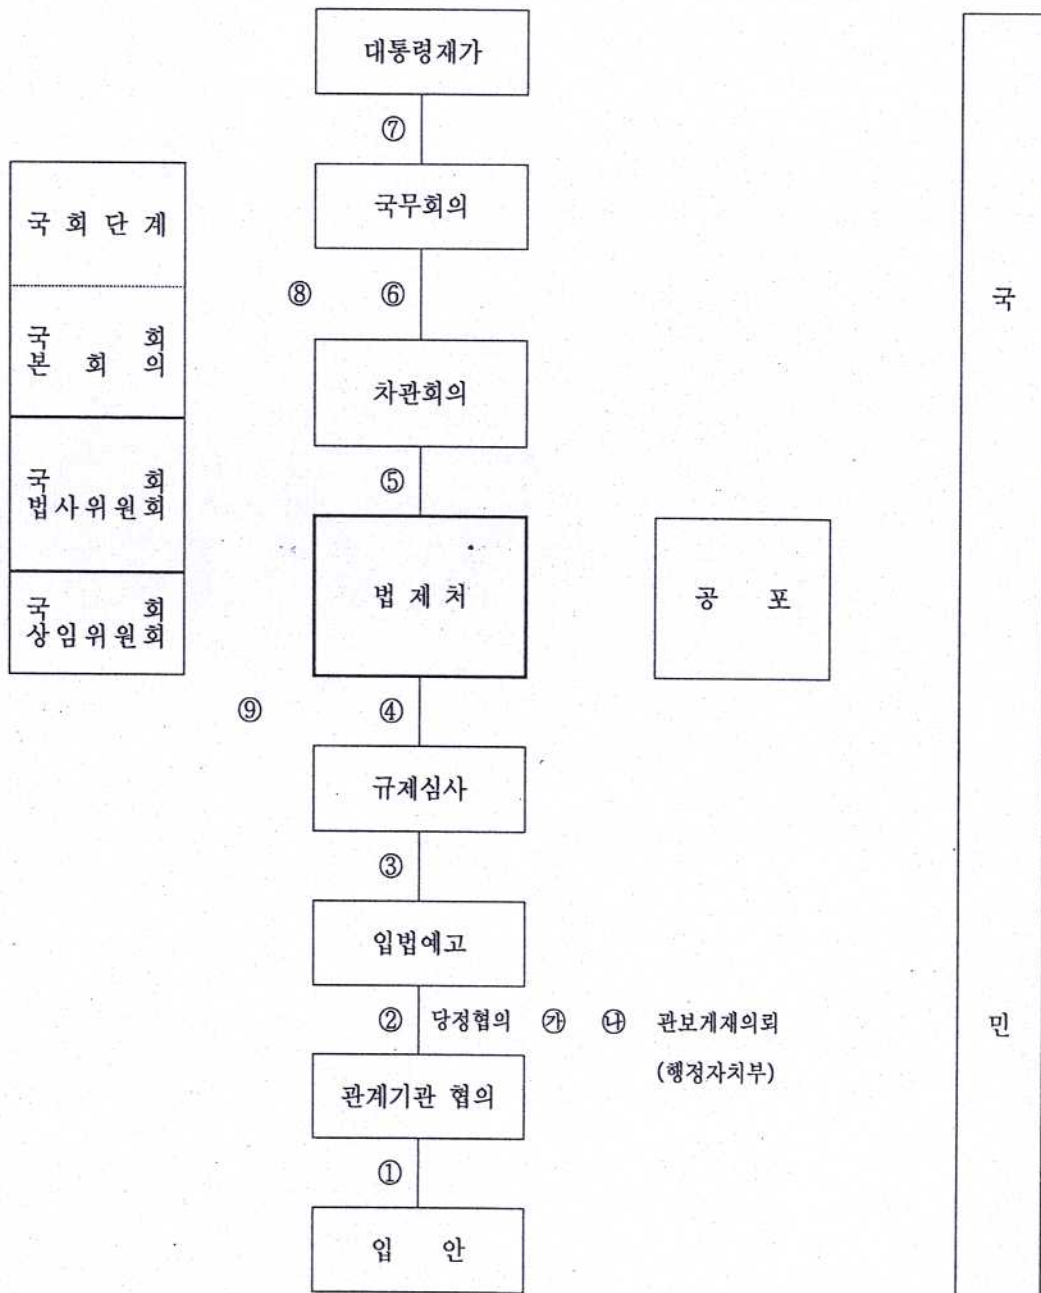 대통령재가
⑦
국무회의
국 회 단 계
⑧ ⑥
국
국 회
본 회 의
차관회의
⑤
국 회
법사위원회
법 제 처
공 포
국 회
상임위원회
⑨ ④
규제심사
③
입법예고
② 당정협의 ㉮ ㉯ 관보게재의뢰
(행정자치부)
민
관계기관 협의
①
입 안